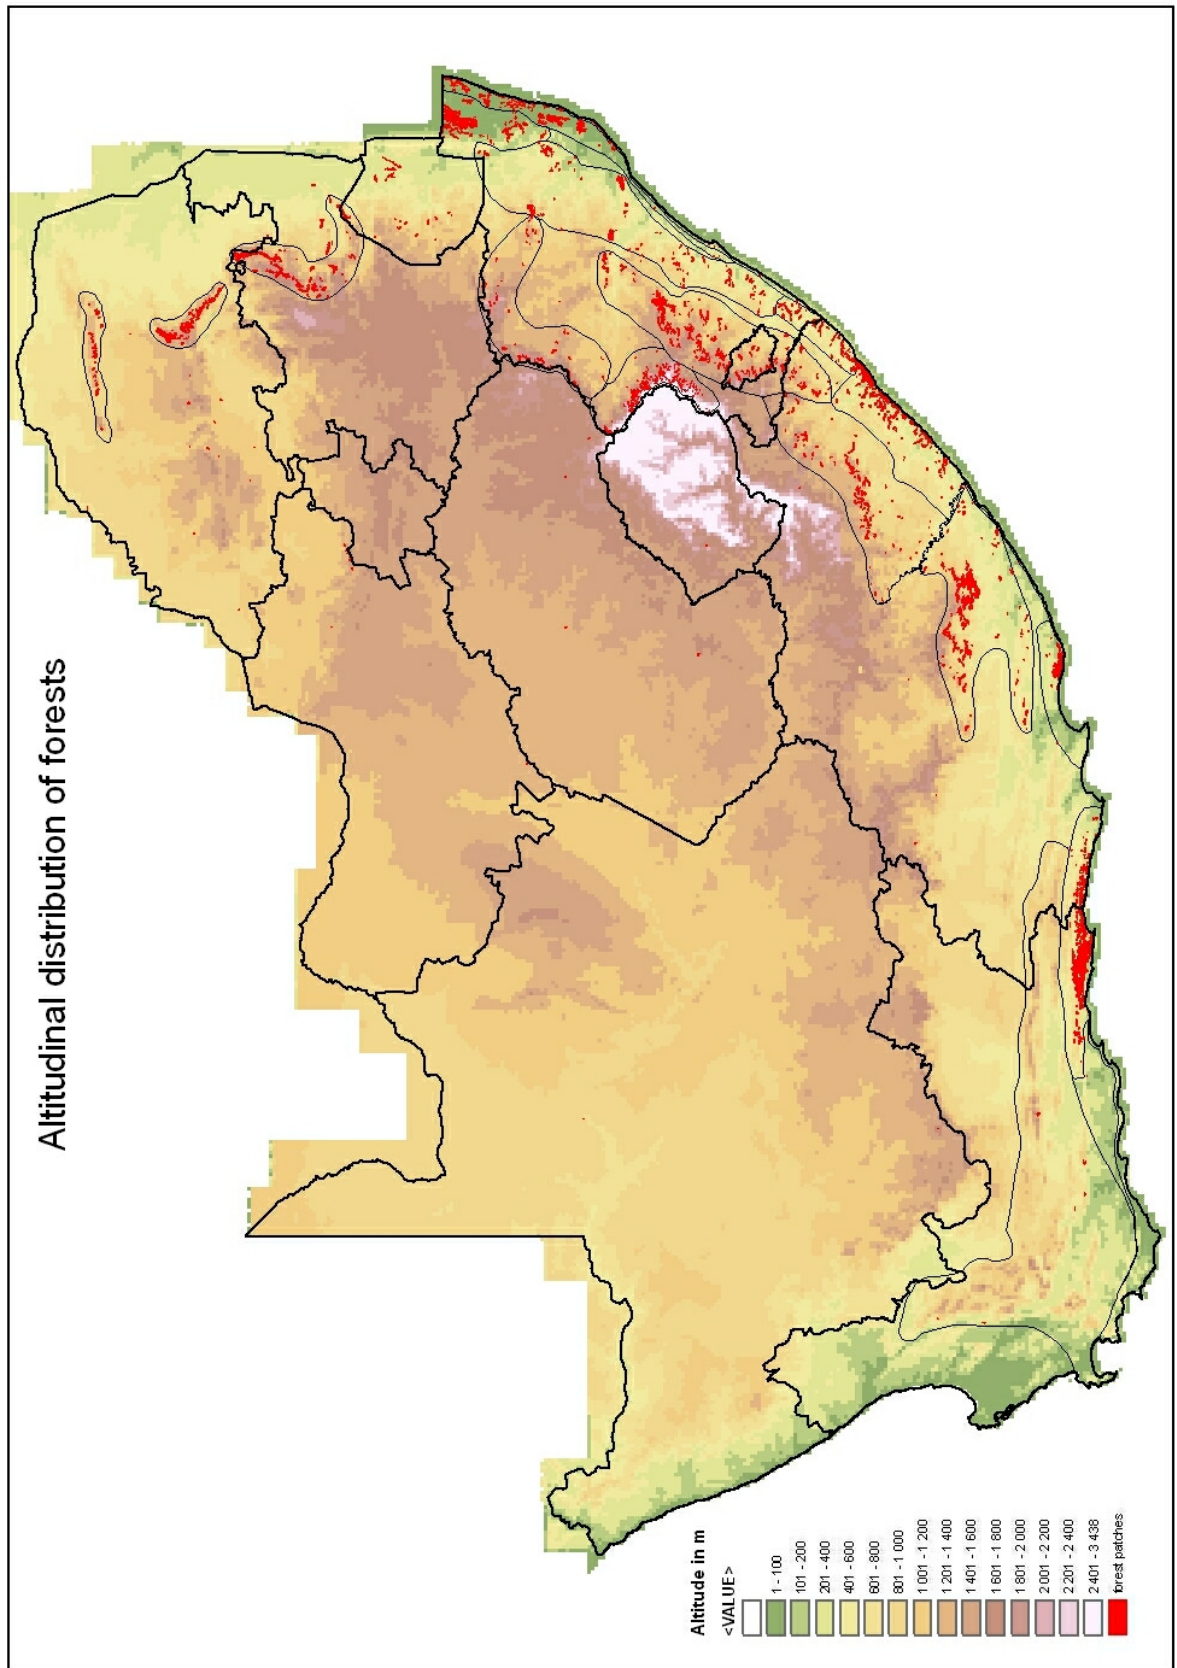 Altitudinal distribution of forests
Altitude in m
<VALUE>
1 - 100
101 - 200
201 - 400
401 - 600
601 - 800
801 - 1 000
1 001 - 1 200
1 201 - 1 400
1 401 - 1 600
1 601 - 1 800
1 801 - 2 000
2 001 - 2 200
2 201 - 2 400
2 401 - 3 438
forest patches